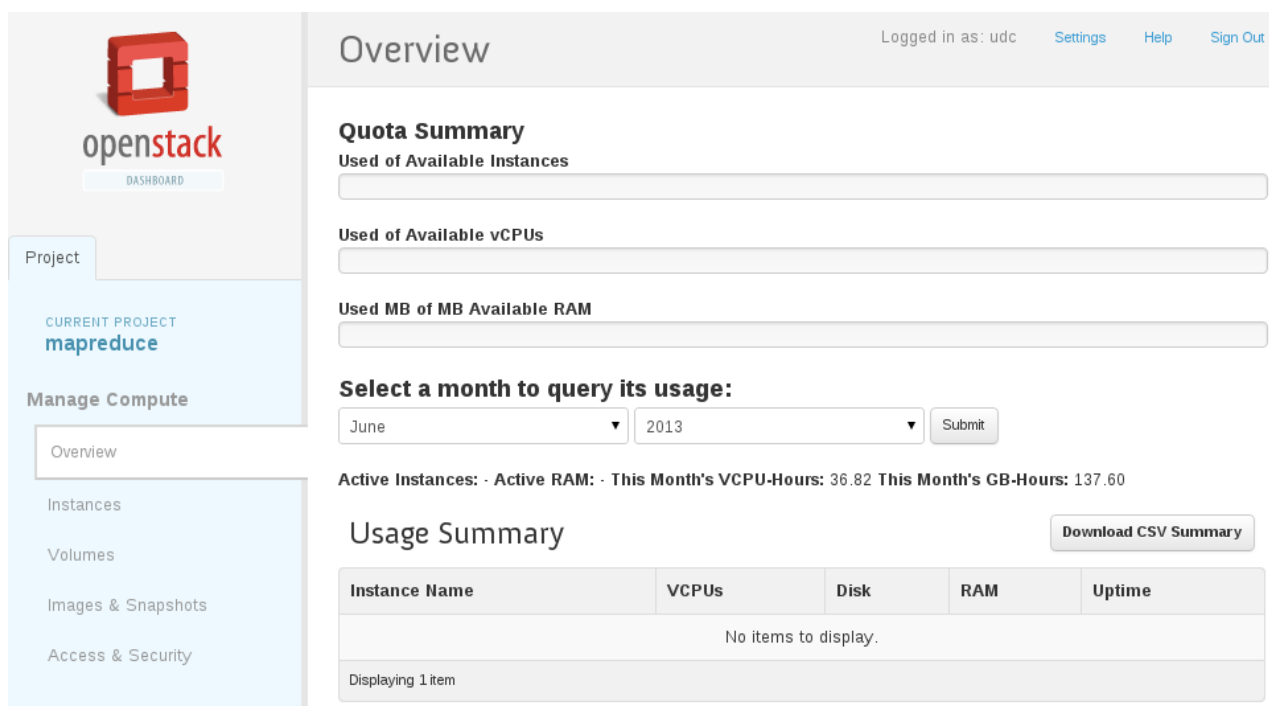 openstack
DASHBOARD
Project
CURRENT PROJECT
mapreduce
Manage Compute
Overview
Instances
Volumes
Images & Snapshots
Access & Security
Overview
Logged in as: udc Settings Help Sign Out
Quota Summary
Used of Available Instances
Used of Available vCPUs
Used MB of MB Available RAM
Select a month to query its usage:
June 2013 Submit
Active Instances: - Active RAM: - This Month's VCPU-Hours: 36.82 This Month's GB-Hours: 137.60
Usage Summary Download CSV Summary
Instance Name VCPUs Disk RAM Uptime
No items to display.
Displaying 1 item